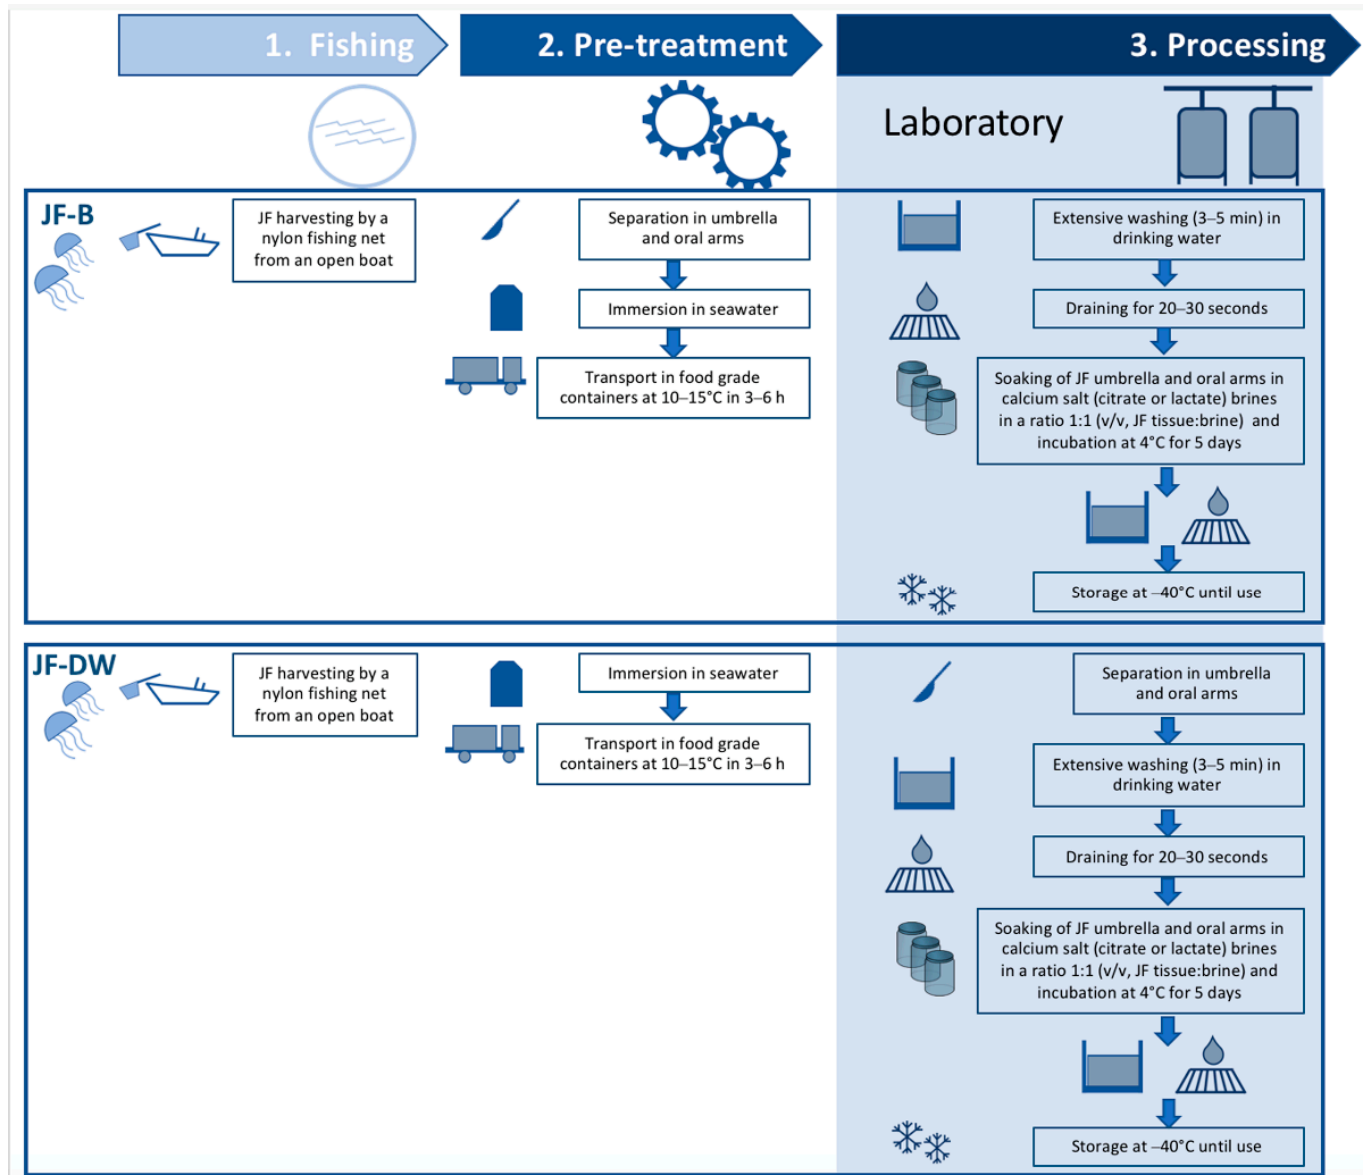 1. Fishing
2. Pre-treatment
3. Processing
Laboratory
JF-B
JF harvesting by a
nylon fishing net
from an open boat
Separation in umbrella
and oral arms
Immersion in seawater
Transport in food grade
containers at 10–15°C in 3–6 h
Extensive washing (3–5 min) in
drinking water
Draining for 20–30 seconds
Soaking of JF umbrella and oral arms in
calcium salt (citrate or lactate) brines
in a ratio 1:1 (v/v, JF tissue:brine) and
incubation at 4°C for 5 days
Storage at –40°C until use
JF-DW
JF harvesting by a
nylon fishing net
from an open boat
Immersion in seawater
Transport in food grade
containers at 10–15°C in 3–6 h
Separation in umbrella
and oral arms
Extensive washing (3–5 min) in
drinking water
Draining for 20–30 seconds
Soaking of JF umbrella and oral arms in
calcium salt (citrate or lactate) brines
in a ratio 1:1 (v/v, JF tissue:brine) and
incubation at 4°C for 5 days
Storage at –40°C until use